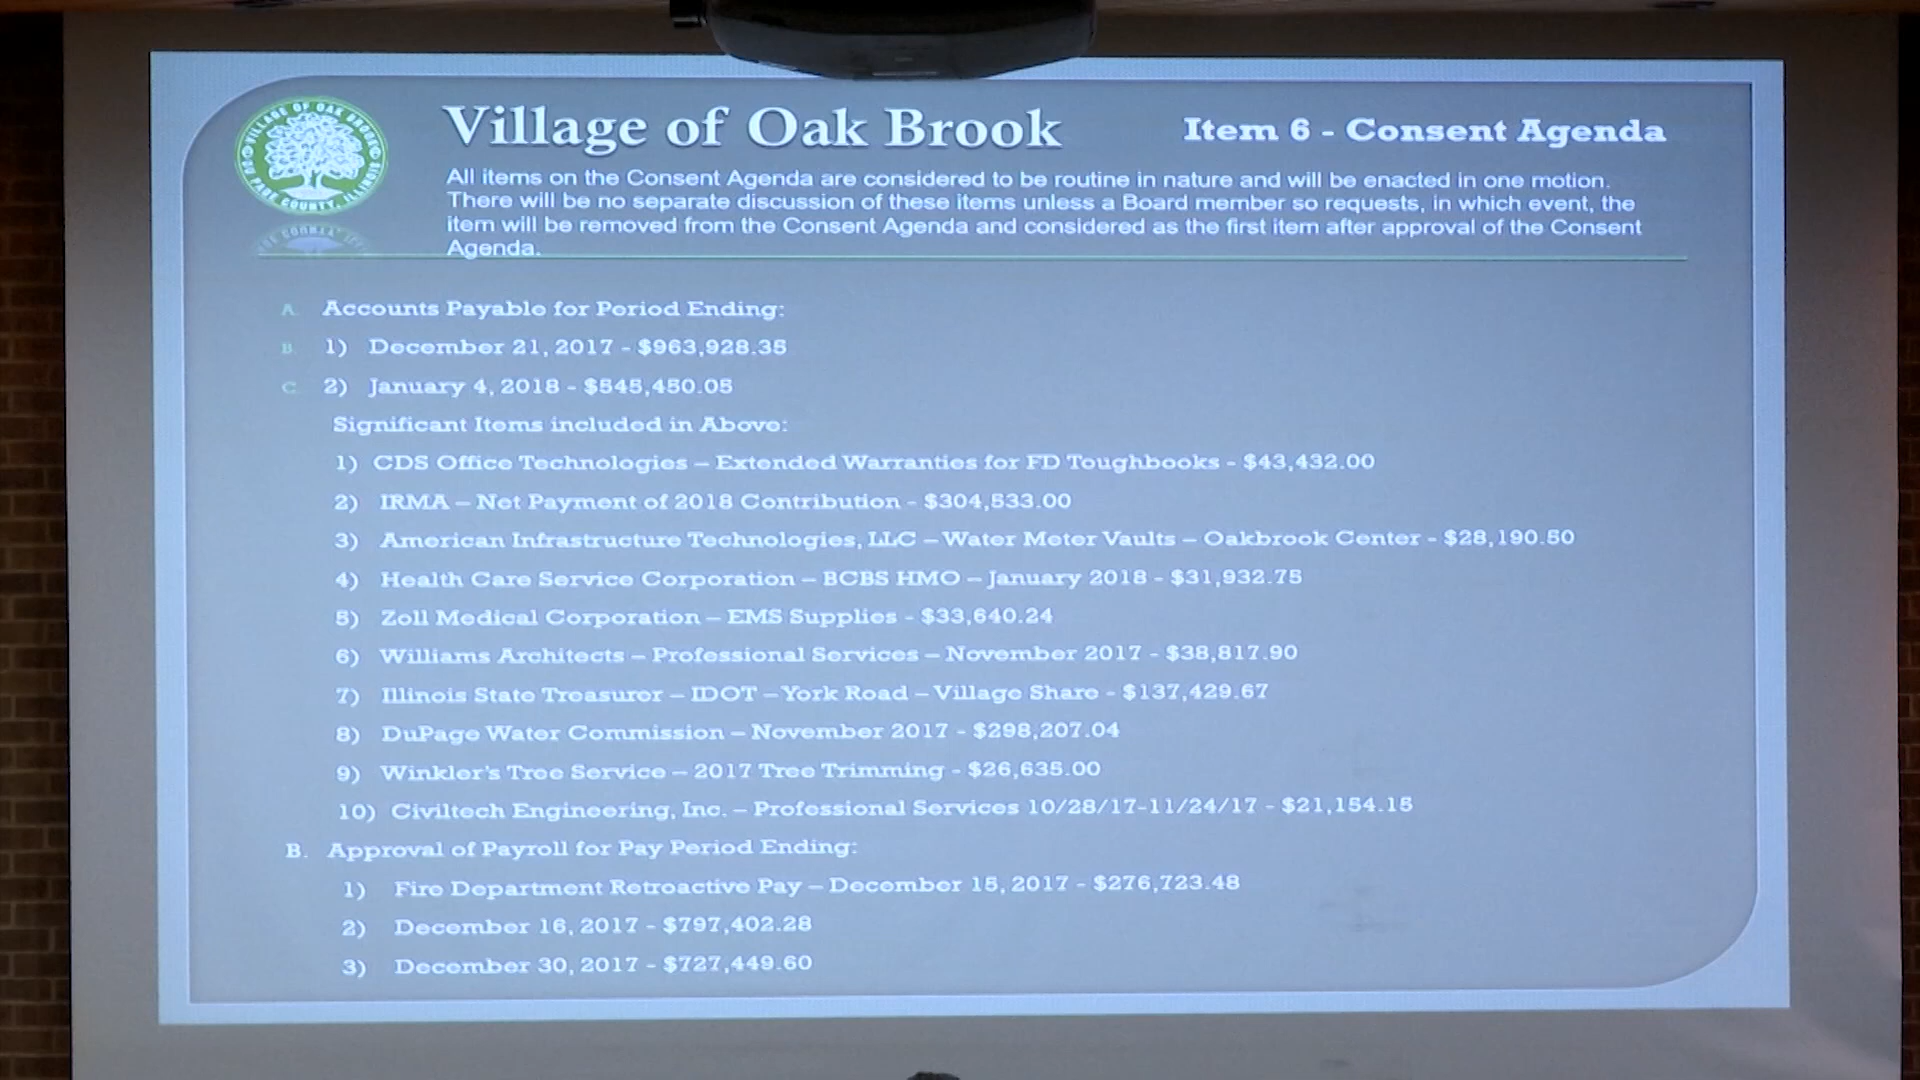 VILLAGE OF OAK BROOK
DU PAGE COUNTY, ILLINOIS
Village of Oak Brook
Item 6 - Consent Agenda
All items on the Consent Agenda are considered to be routine in nature and will be enacted in one motion.
There will be no separate discussion of these items unless a Board member so requests, in which event, the
item will be removed from the Consent Agenda and considered as the first item after approval of the Consent
Agenda.
A. Accounts Payable for Period Ending:
B. 1) December 21, 2017 - $963,928.35
C. 2) January 4, 2018 - $545,450.05
Significant Items included in Above:
1) CDS Office Technologies – Extended Warranties for FD Toughbooks - $43,432.00
2) IRMA – Net Payment of 2018 Contribution - $304,533.00
3) American Infrastructure Technologies, LLC – Water Meter Vaults – Oakbrook Center - $28,190.50
4) Health Care Service Corporation – BCBS HMO – January 2018 - $31,932.75
5) Zoll Medical Corporation – EMS Supplies - $33,640.24
6) Williams Architects – Professional Services – November 2017 - $38,817.90
7) Illinois State Treasurer – IDOT – York Road – Village Share - $137,429.67
8) DuPage Water Commission – November 2017 - $298,207.04
9) Winkler's Tree Service – 2017 Tree Trimming - $26,635.00
10) Civiltech Engineering, Inc. – Professional Services 10/28/17-11/24/17 - $21,154.15
B. Approval of Payroll for Pay Period Ending:
1) Fire Department Retroactive Pay – December 15, 2017 - $276,723.48
2) December 16, 2017 - $797,402.28
3) December 30, 2017 - $727,449.60